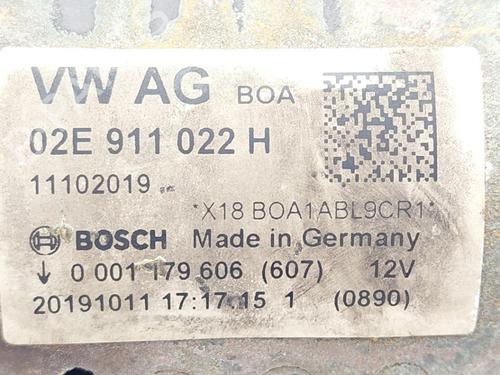 VW AG BOA
02E 911 022 H
11102019
*X18 BOA1ABL9CR1*
BOSCH Made in Germany
0 001 179 606 (607) 12V
20191011 17:17:15 1 (0890)